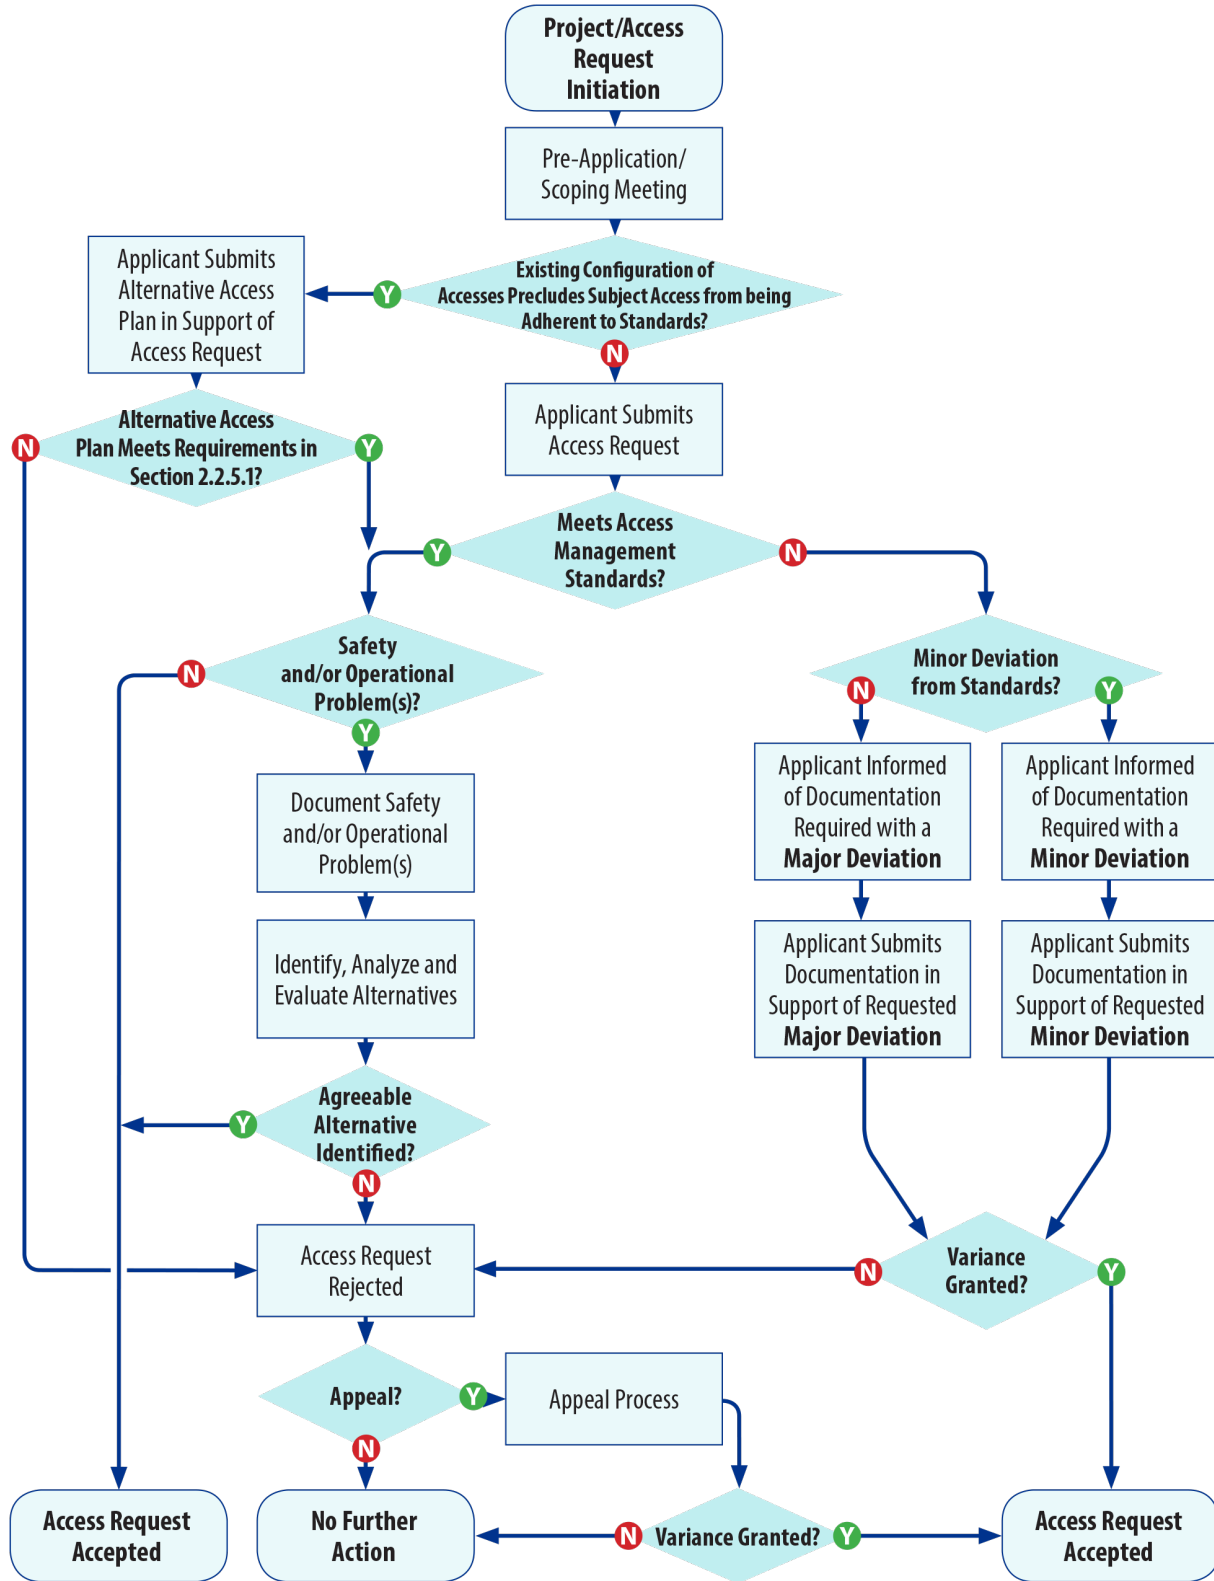 Project/Access
Request
Initiation
Pre-Application/
Scoping Meeting
Existing Configuration of
Accesses Precludes Subject Access from being
Adherent to Standards?
Y
N
Applicant Submits
Alternative Access
Plan in Support of
Access Request
Alternative Access
Plan Meets Requirements in
Section 2.2.5.1?
N
Y
Applicant Submits
Access Request
Meets Access
Management
Standards?
Y
N
Safety
and/or Operational
Problem(s)?
N
Y
Minor Deviation
from Standards?
N
Y
Document Safety
and/or Operational
Problem(s)
Applicant Informed
of Documentation
Required with a
Major Deviation
Applicant Informed
of Documentation
Required with a
Minor Deviation
Identify, Analyze and
Evaluate Alternatives
Applicant Submits
Documentation in
Support of Requested
Major Deviation
Applicant Submits
Documentation in
Support of Requested
Minor Deviation
Agreeable
Alternative
Identified?
Y
N
Access Request
Rejected
Variance
Granted?
N
Y
Appeal?
Y
N
Appeal Process
Access Request
Accepted
No Further
Action
Variance Granted?
N
Y
Access Request
Accepted